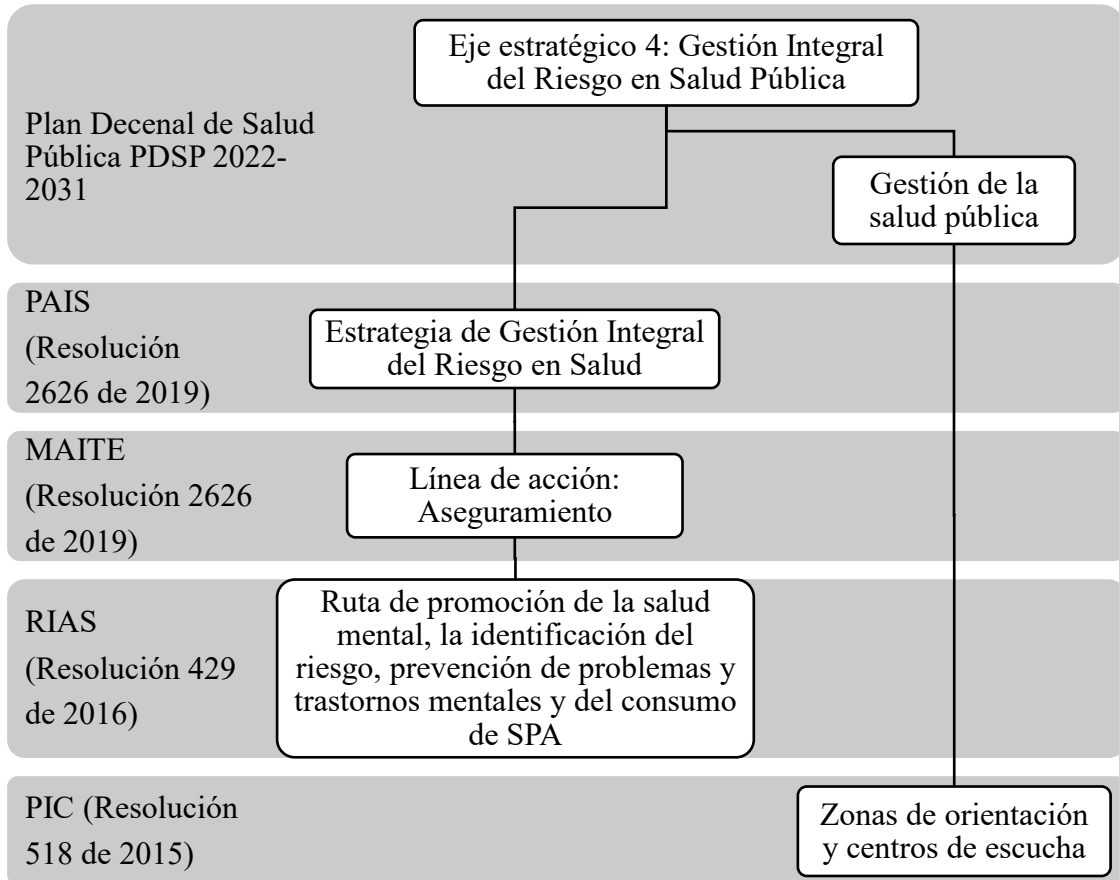 Eje estratégico 4: Gestión Integral
del Riesgo en Salud Pública
Plan Decenal de Salud
Pública PDSP 2022-
2031
Gestión de la
salud pública
PAIS
(Resolución
2626 de 2019)
Estrategia de Gestión Integral
del Riesgo en Salud
MAITE
(Resolución 2626
de 2019)
Línea de acción:
Aseguramiento
RIAS
(Resolución 429
de 2016)
Ruta de promoción de la salud
mental, la identificación del
riesgo, prevención de problemas y
trastornos mentales y del consumo
de SPA
PIC (Resolución
518 de 2015)
Zonas de orientación
y centros de escucha